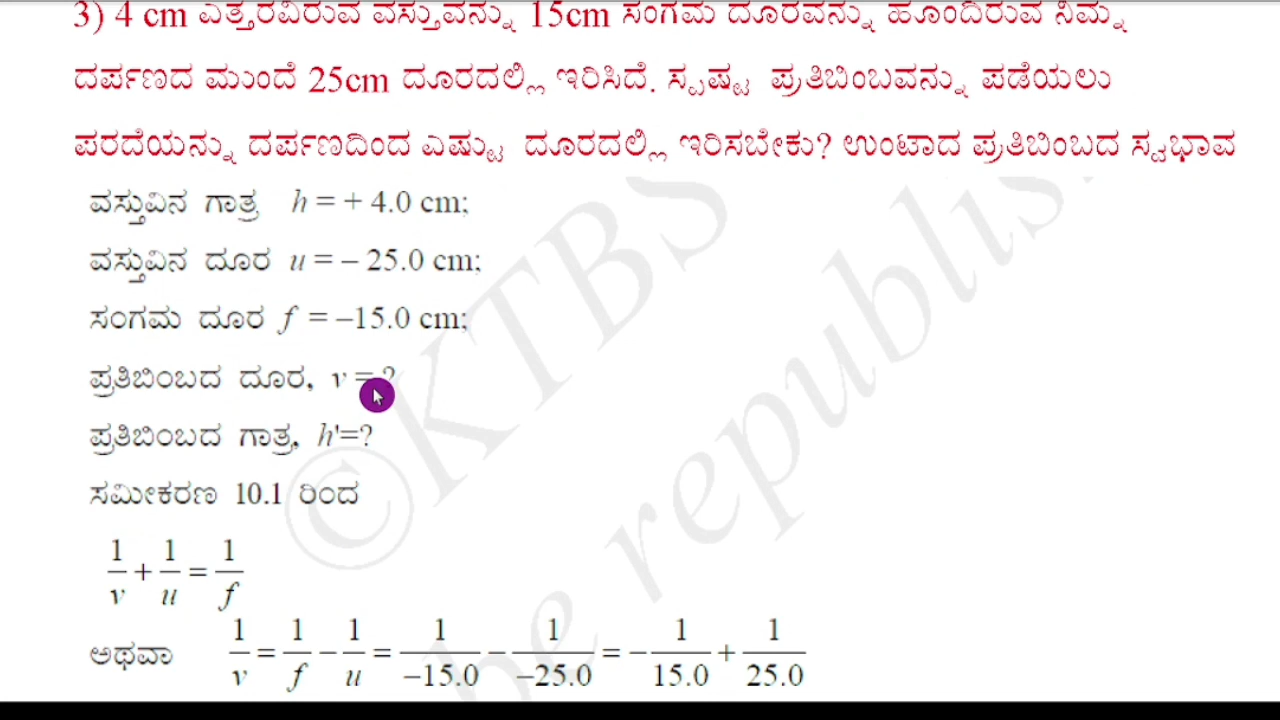 3) 4 cm ಎತ್ತರವಿರುವ ವಸ್ತುವನ್ನು 15cm ಸಂಗಮ ದೂರವನ್ನು ಹೊಂದಿರುವ ನಿಮ್ನ
ದರ್ಪಣದ ಮುಂದೆ 25cm ದೂರದಲ್ಲಿ ಇರಿಸಿದೆ. ಸ್ಪಷ್ಟ ಪ್ರತಿಬಿಂಬವನ್ನು ಪಡೆಯಲು
ಪರದೆಯನ್ನು ದರ್ಪಣದಿಂದ ಎಷ್ಟು ದೂರದಲ್ಲಿ ಇರಿಸಬೇಕು? ಉಂಟಾದ ಪ್ರತಿಬಿಂಬದ ಸ್ವಭಾವ
ವಸ್ತುವಿನ ಗಾತ್ರ h = + 4.0 cm;
ವಸ್ತುವಿನ ದೂರ u = – 25.0 cm;
ಸಂಗಮ ದೂರ f = –15.0 cm;
ಪ್ರತಿಬಿಂಬದ ದೂರ, v = ?
ಪ್ರತಿಬಿಂಬದ ಗಾತ್ರ, h'=?
ಸಮೀಕರಣ 10.1 ರಿಂದ
1/v + 1/u = 1/f
ಅಥವಾ 1/v = 1/f − 1/u = 1/–15.0 − 1/–25.0 = − 1/15.0 + 1/25.0
©KTBS
be republis